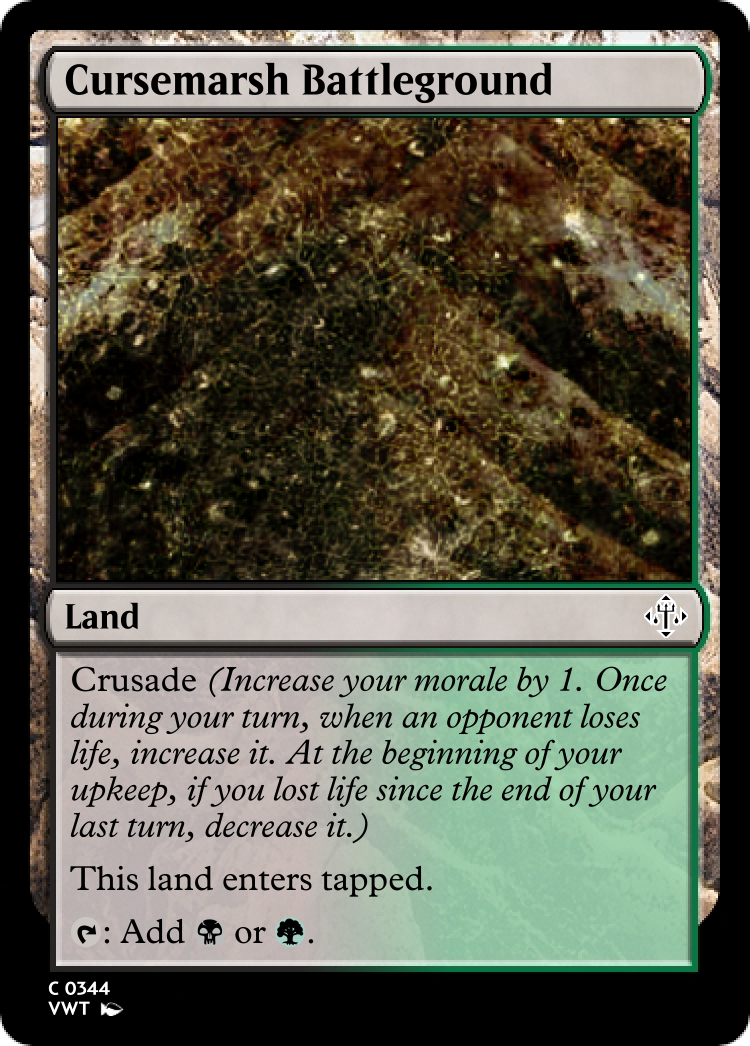 Cursemarsh Battleground
Land
Crusade (Increase your morale by 1. Once
during your turn, when an opponent loses
life, increase it. At the beginning of your
upkeep, if you lost life since the end of your
last turn, decrease it.)
This land enters tapped.
: Add or .
C 0344
VWT